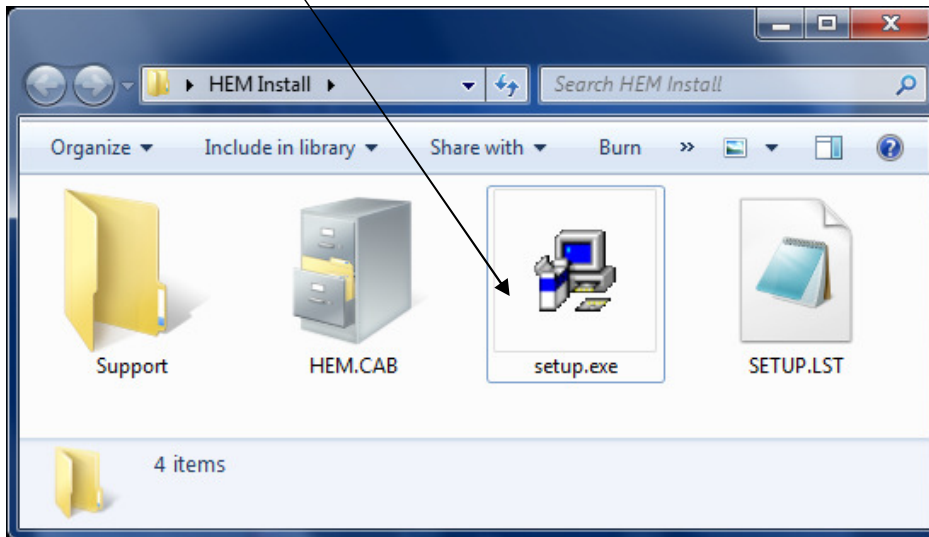 HEM Install
Search HEM Install
Organize Include in library Share with Burn »
Support HEM.CAB setup.exe SETUP.LST
4 items